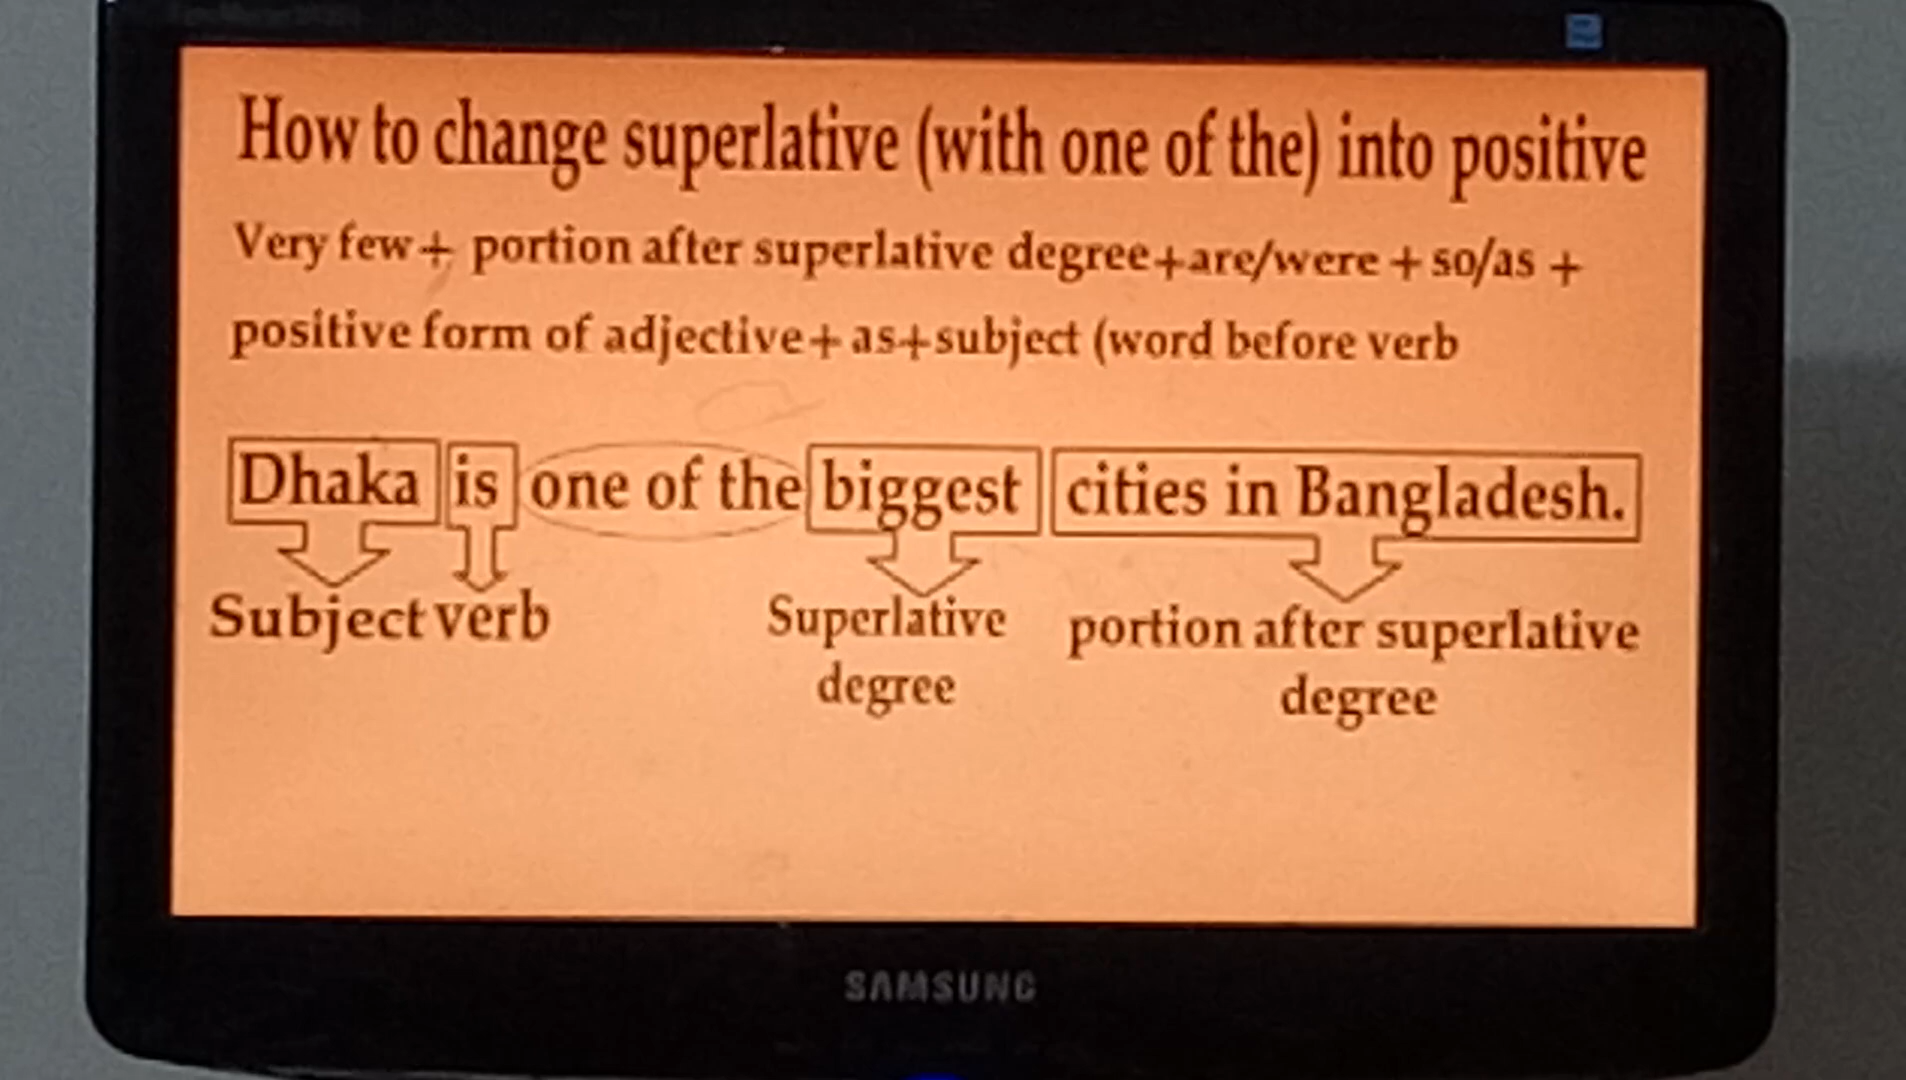 How to change superlative (with one of the) into positive
Very few + portion after superlative degree+are/were + so/as +
positive form of adjective+ as+subject (word before verb
Dhaka is one of the biggest cities in Bangladesh.
Subject verb Superlative degree portion after superlative degree
SAMSUNG